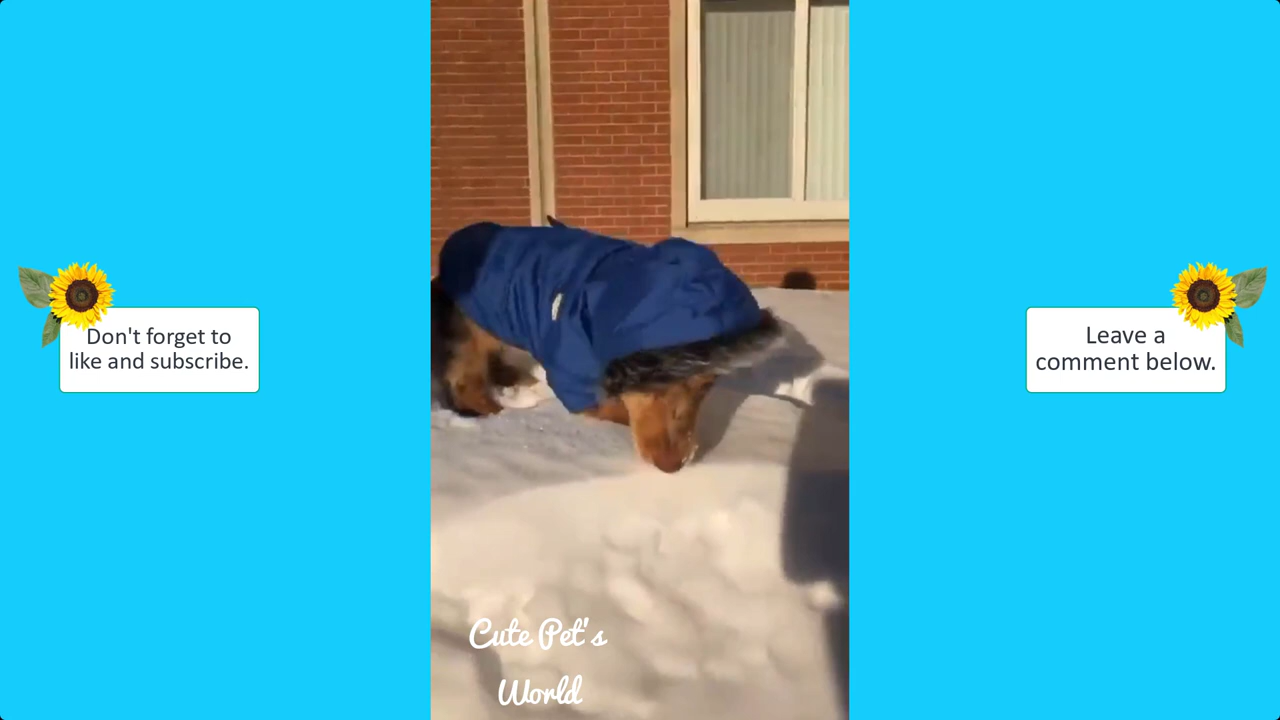 Don't forget to
like and subscribe.
Leave a
comment below.
Cute Pet's
World